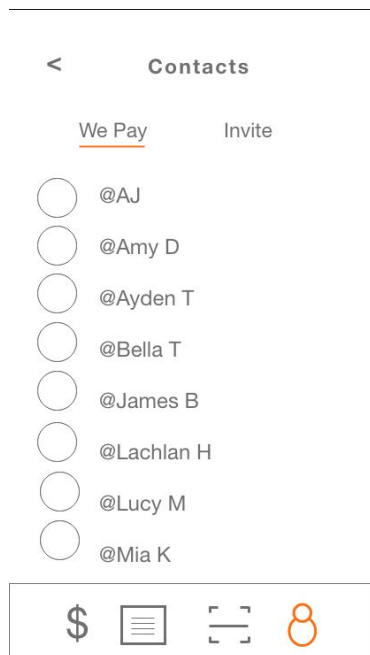 < Contacts
We Pay Invite
@AJ
@Amy D
@Ayden T
@Bella T
@James B
@Lachlan H
@Lucy M
@Mia K
$